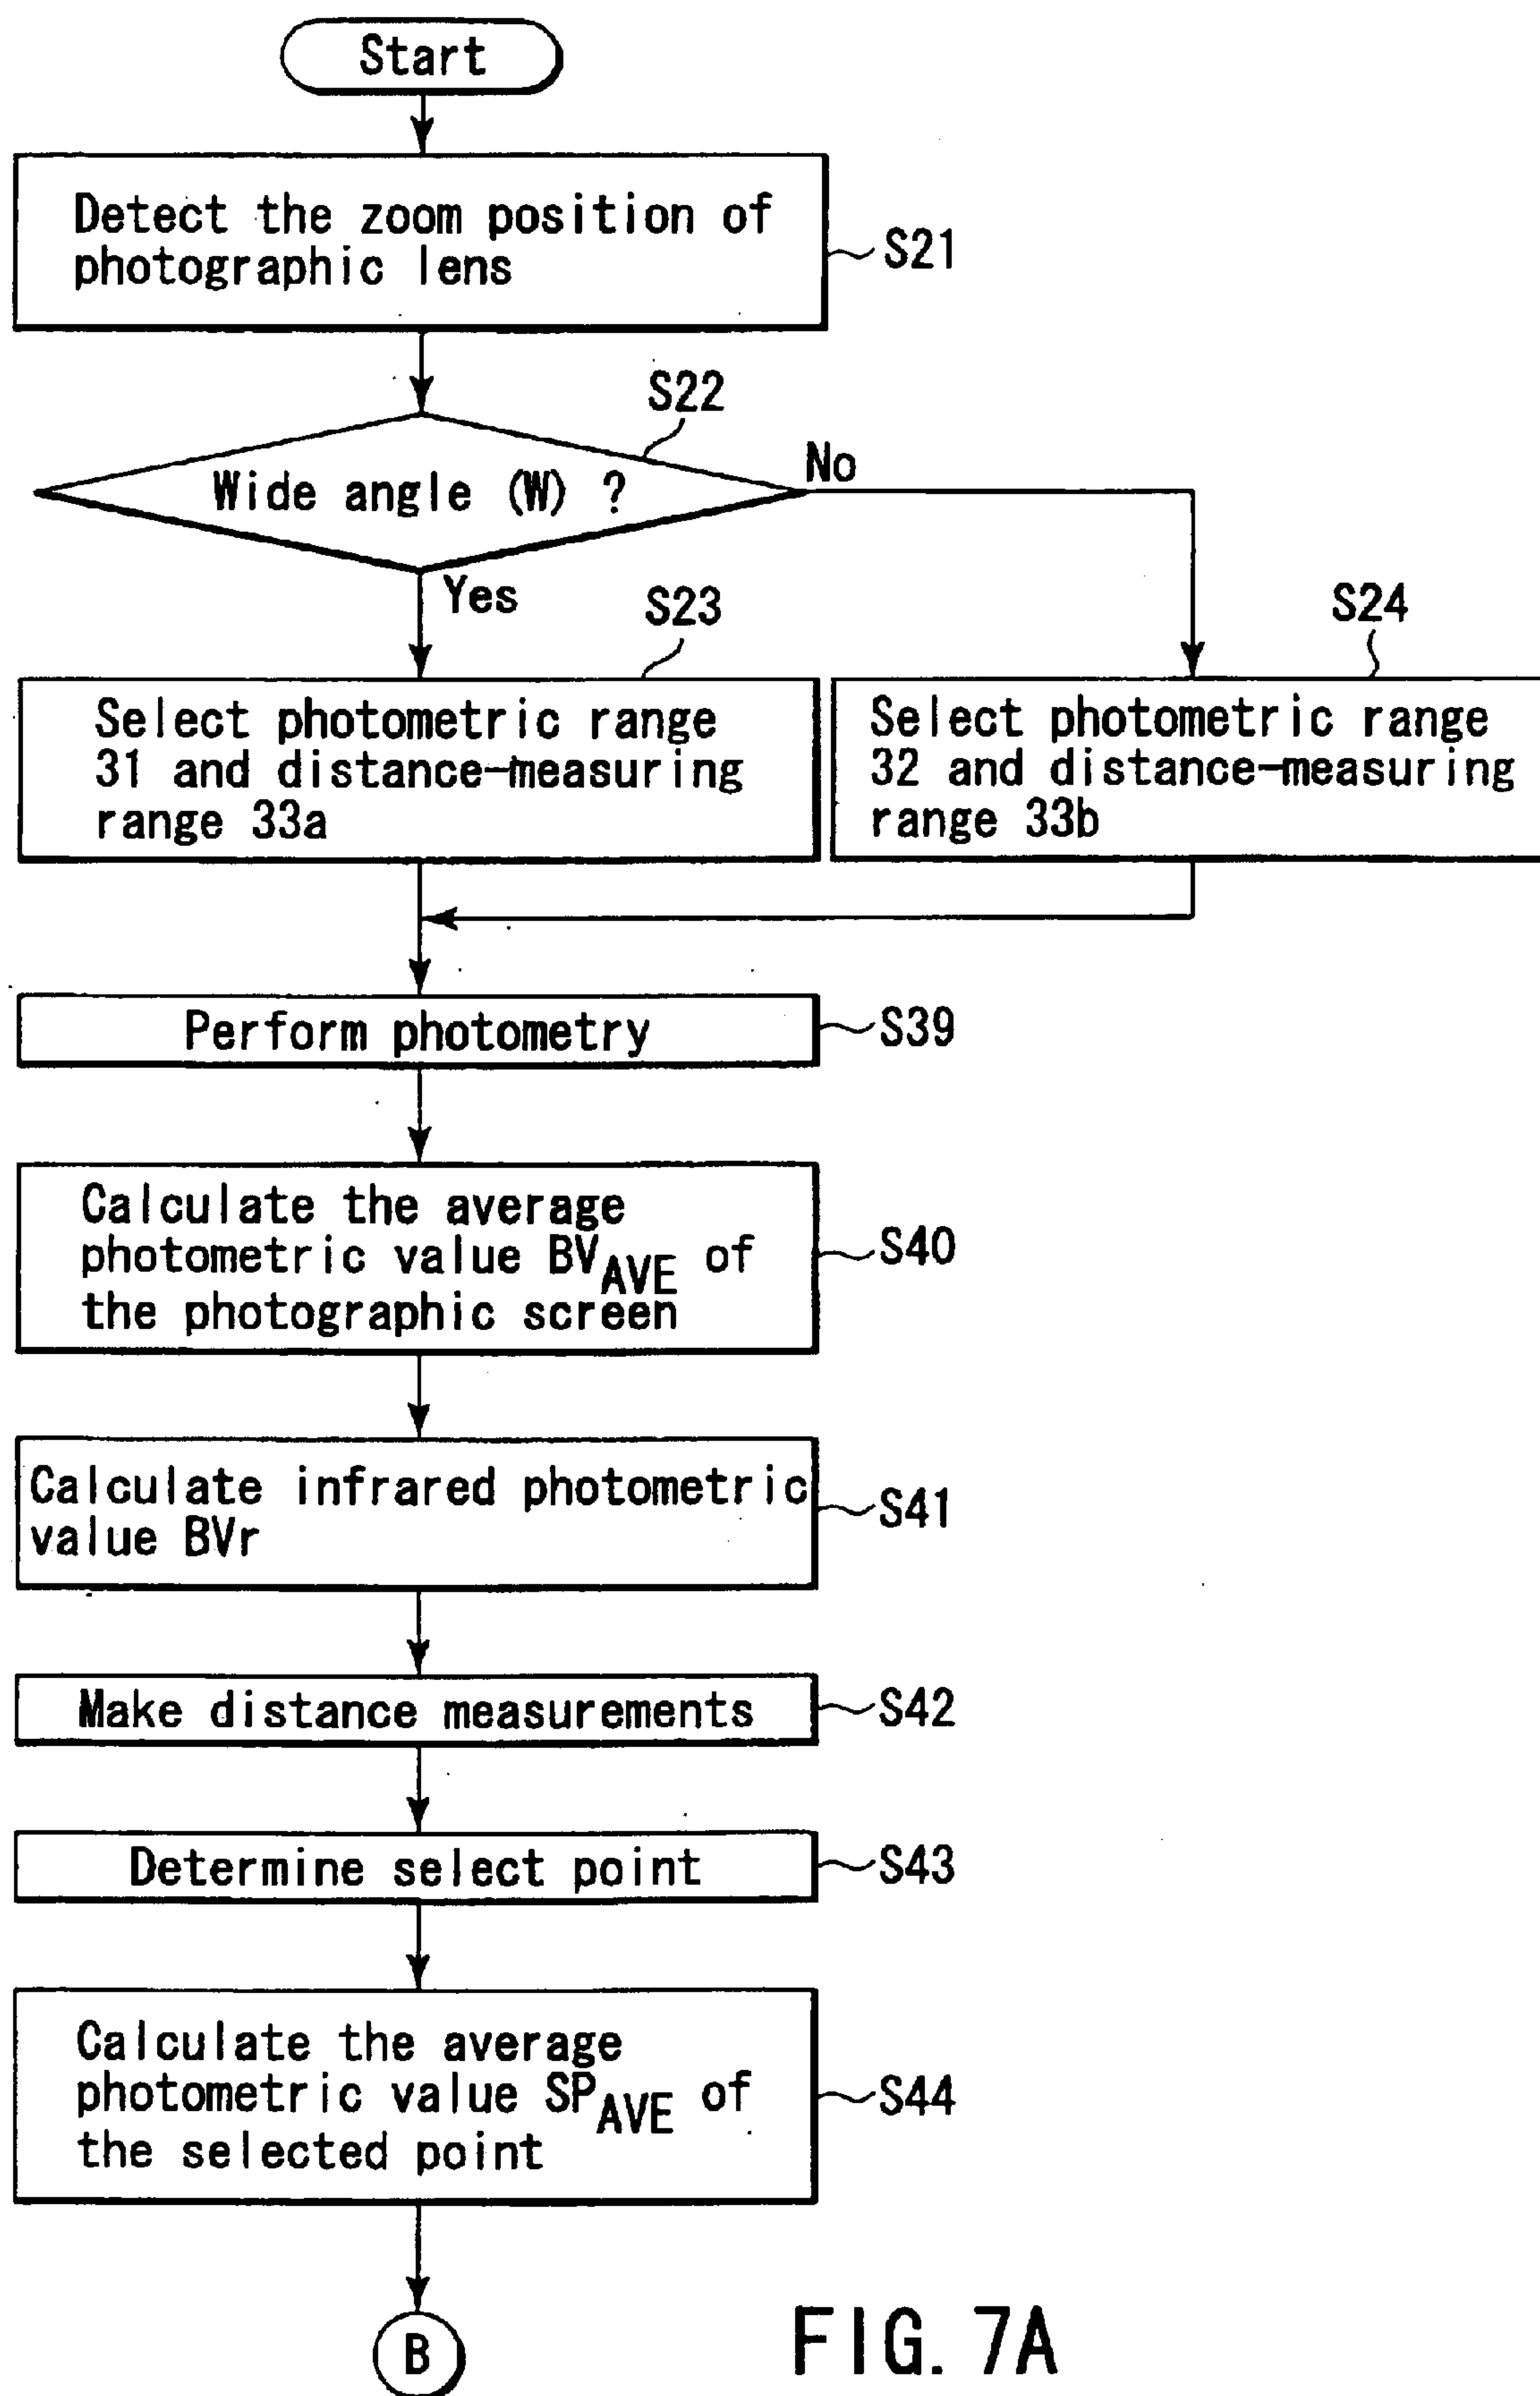 Start
Detect the zoom position of
photographic lens
S21
S22
Wide angle (W) ?
No
Yes
S23
S24
Select photometric range
31 and distance-measuring
range 33a
Select photometric range
32 and distance-measuring
range 33b
Perform photometry
S39
Calculate the average
photometric value BVAVE of
the photographic screen
S40
Calculate infrared photometric
value BVr
S41
Make distance measurements
S42
Determine select point
S43
Calculate the average
photometric value SPAVE of
the selected point
S44
B
FIG. 7A